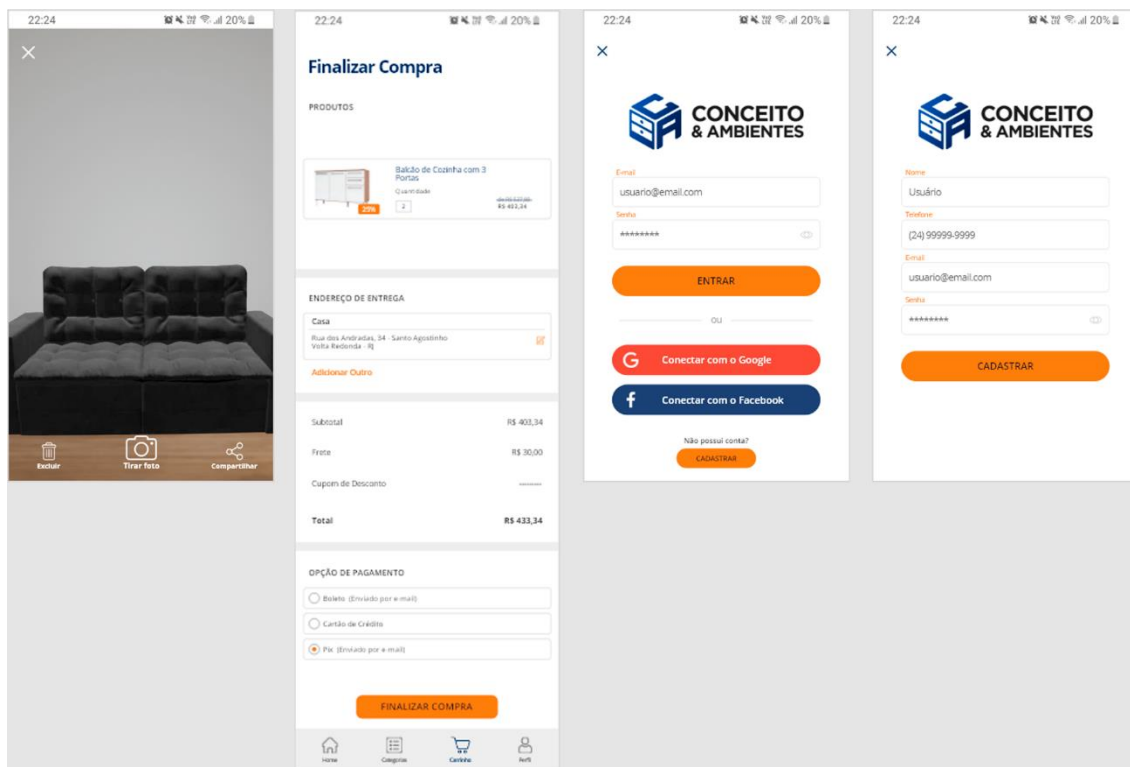 22:24
20%
Excluir
Tirar foto
Compartilhar
22:24
20%
Finalizar Compra
PRODUTOS
Balcão de Cozinha com 3
Portas
Quantidade
2
25%
ENDEREÇO DE ENTREGA
Casa
Rua dos Andradas, 34 - Santo Agostinho
Volta Redonda - RJ
Adicionar Outro
Subtotal R$ 403,34
Frete R$ 30,00
Cupom de Desconto --------
Total R$ 433,34
OPÇÃO DE PAGAMENTO
Boleto (Enviado por e-mail)
Cartão de Crédito
Pix (Enviado por e-mail)
FINALIZAR COMPRA
Home
Categorias
Carrinho
Perfil
22:24
20%
CONCEITO
& AMBIENTES
E-mail
usuario@email.com
Senha
********
ENTRAR
OU
G Conectar com o Google
f Conectar com o Facebook
Não possui conta?
CADASTRAR
22:24
20%
CONCEITO
& AMBIENTES
Nome
Usuário
Telefone
(24) 99999-9999
E-mail
usuario@email.com
Senha
********
CADASTRAR